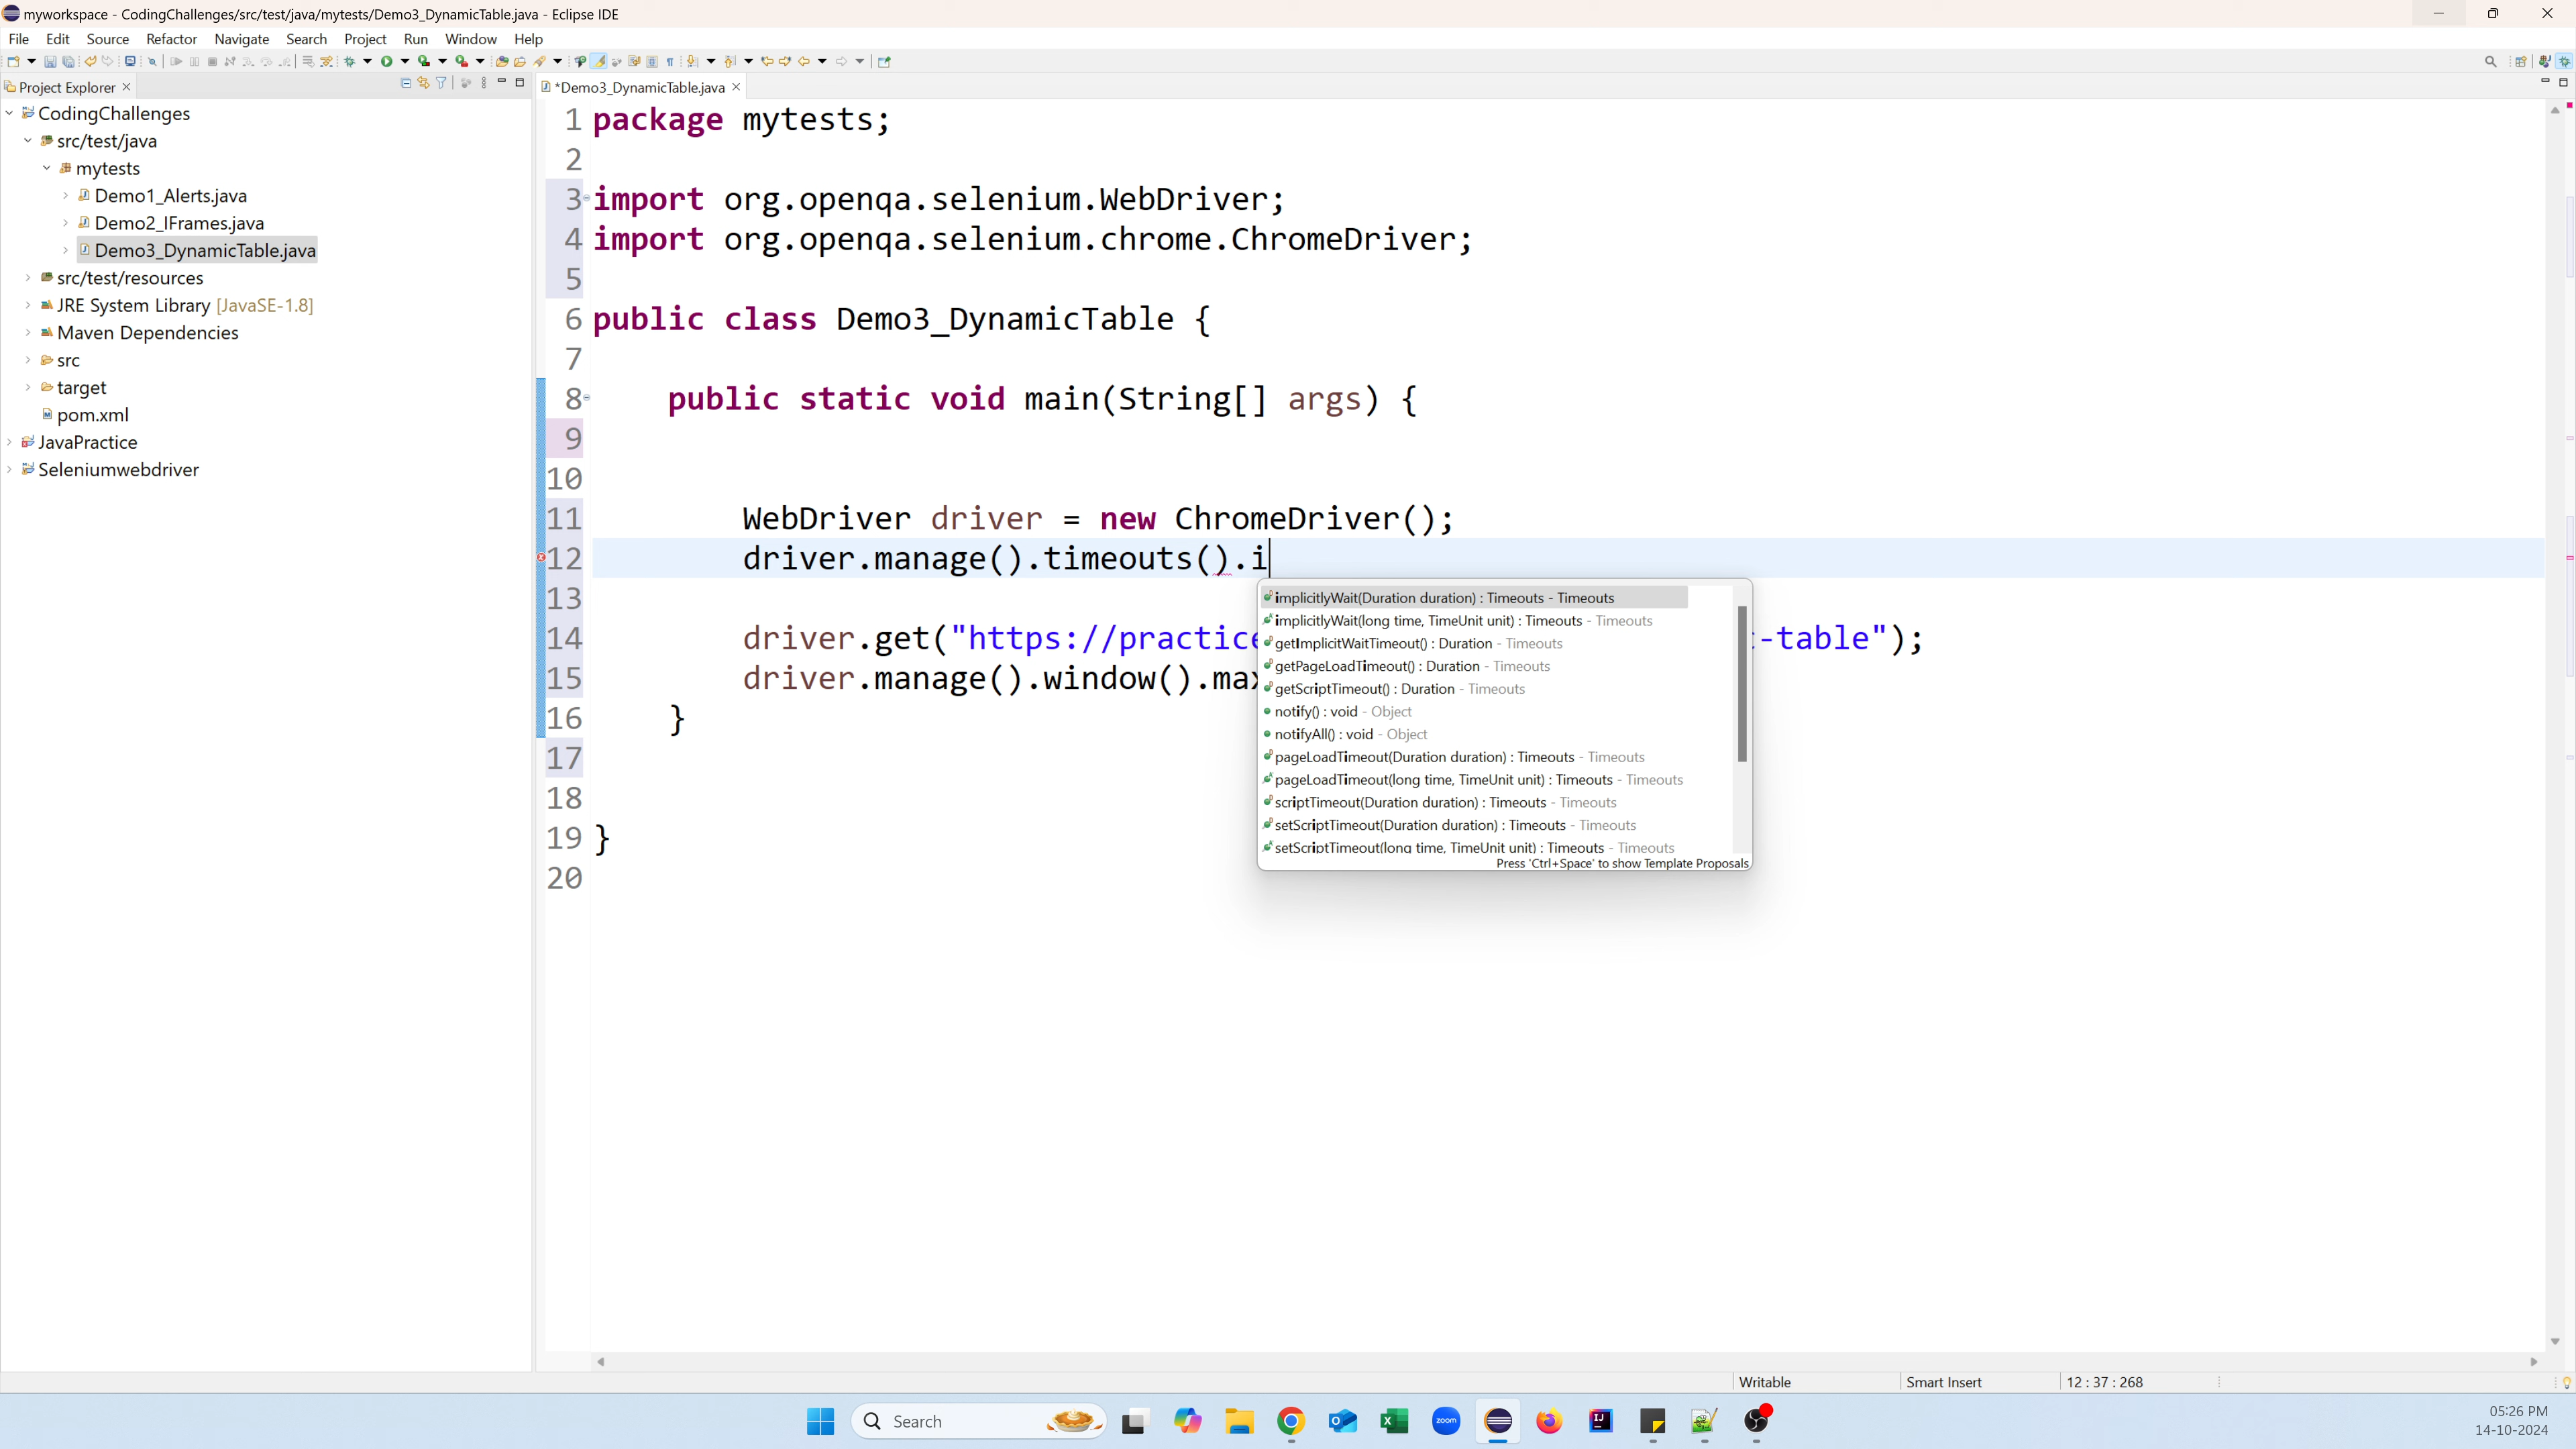 myworkspace - CodingChallenges/src/test/java/mytests/Demo3_DynamicTable.java - Eclipse IDE
File Edit Source Refactor Navigate Search Project Run Window Help
Project Explorer
*Demo3_DynamicTable.java
CodingChallenges
src/test/java
mytests
Demo1_Alerts.java
Demo2_IFrames.java
Demo3_DynamicTable.java
src/test/resources
JRE System Library [JavaSE-1.8]
Maven Dependencies
src
target
pom.xml
JavaPractice
Seleniumwebdriver
1 package mytests;
2
3 import org.openqa.selenium.WebDriver;
4 import org.openqa.selenium.chrome.ChromeDriver;
5
6 public class Demo3_DynamicTable {
7
8 public static void main(String[] args) {
9
10
11 WebDriver driver = new ChromeDriver();
12 driver.manage().timeouts().i
13
14 driver.get("https://practice -table");
15 driver.manage().window().max
16 }
17
18
19 }
20
implicitlyWait(Duration duration) : Timeouts - Timeouts
implicitlyWait(long time, TimeUnit unit) : Timeouts - Timeouts
getImplicitWaitTimeout() : Duration - Timeouts
getPageLoadTimeout() : Duration - Timeouts
getScriptTimeout() : Duration - Timeouts
notify() : void - Object
notifyAll() : void - Object
pageLoadTimeout(Duration duration) : Timeouts - Timeouts
pageLoadTimeout(long time, TimeUnit unit) : Timeouts - Timeouts
scriptTimeout(Duration duration) : Timeouts - Timeouts
setScriptTimeout(Duration duration) : Timeouts - Timeouts
setScriptTimeout(long time, TimeUnit unit) : Timeouts - Timeouts
Press 'Ctrl+Space' to show Template Proposals
Writable
Smart Insert
12 : 37 : 268
Search
zoom
05:26 PM
14-10-2024